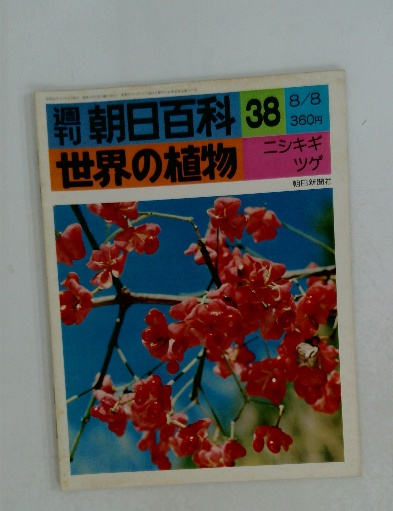 週刊 朝日百科 38 8/8
360円
世界の植物 ニシキギ
ツゲ
朝日新聞社